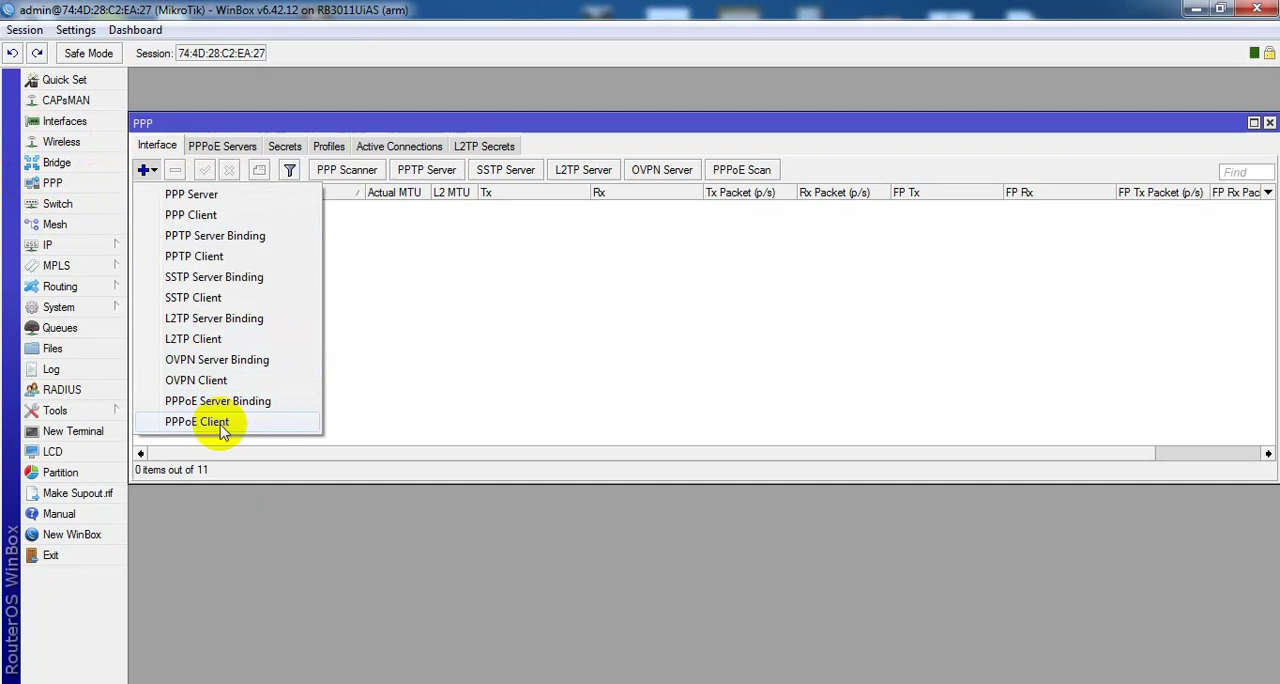 admin@74:4D:28:C2:EA:27 (MikroTik) - WinBox v6.42.12 on RB3011UiAS (arm)
Session Settings Dashboard
Safe Mode Session: 74:4D:28:C2:EA:27
Quick Set
CAPsMAN
Interfaces
Wireless
Bridge
PPP
Switch
Mesh
IP
MPLS
Routing
System
Queues
Files
Log
RADIUS
Tools
New Terminal
LCD
Partition
Make Supout.rif
Manual
New WinBox
Exit
RouterOS WinBox
PPP
Interface PPPoE Servers Secrets Profiles Active Connections L2TP Secrets
PPP Scanner PPTP Server SSTP Server L2TP Server OVPN Server PPPoE Scan Find
Actual MTU L2 MTU Tx Rx Tx Packet (p/s) Rx Packet (p/s) FP Tx FP Rx FP Tx Packet (p/s) FP Rx Pac
PPP Server
PPP Client
PPTP Server Binding
PPTP Client
SSTP Server Binding
SSTP Client
L2TP Server Binding
L2TP Client
OVPN Server Binding
OVPN Client
PPPoE Server Binding
PPPoE Client
0 items out of 11